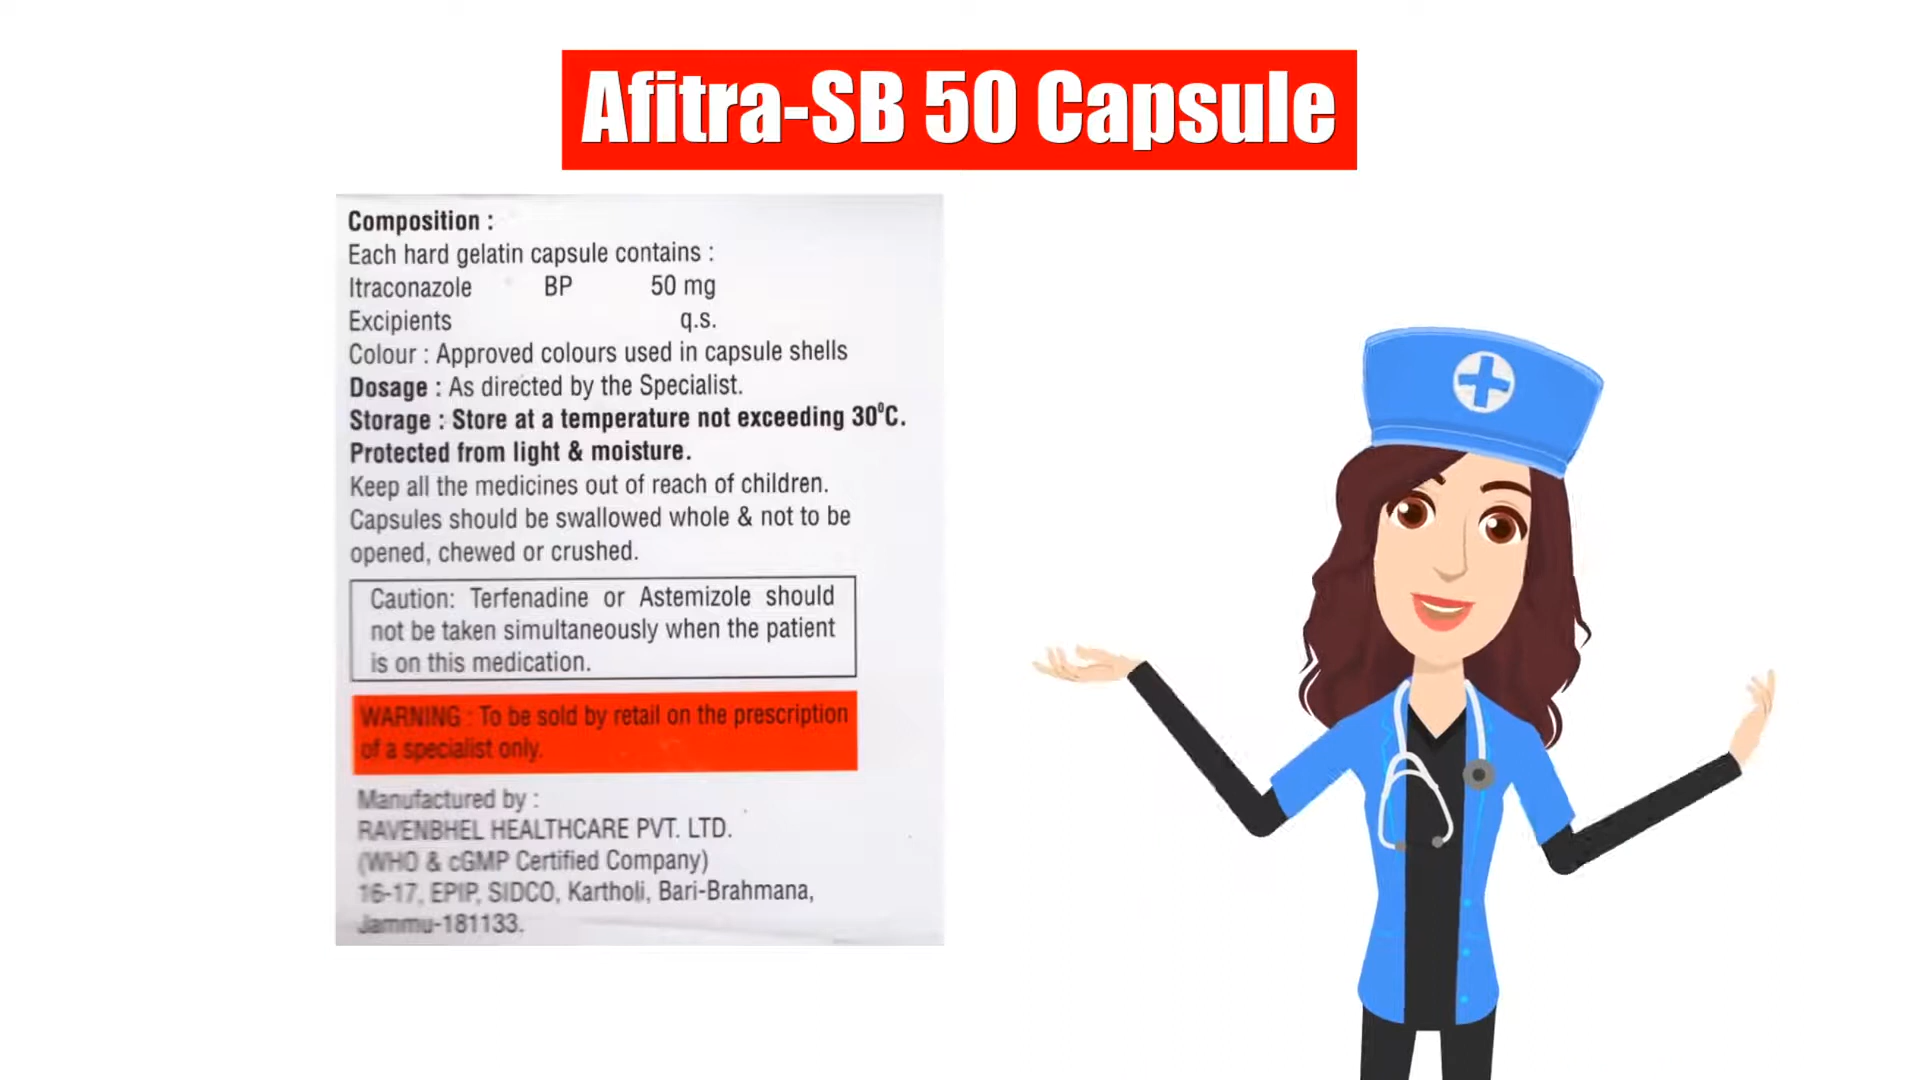 Afitra-SB 50 Capsule
Composition :
Each hard gelatin capsule contains :
Itraconazole BP 50 mg
Excipients q.s.
Colour : Approved colours used in capsule shells
Dosage : As directed by the Specialist.
Storage : Store at a temperature not exceeding 30⁰C.
Protected from light & moisture.
Keep all the medicines out of reach of children.
Capsules should be swallowed whole & not to be
opened, chewed or crushed.
Caution: Terfenadine or Astemizole should
not be taken simultaneously when the patient
is on this medication.
WARNING : To be sold by retail on the prescription
of a specialist only.
Manufactured by :
RAVENBHEL HEALTHCARE PVT. LTD.
(WHO & cGMP Certified Company)
16-17, EPIP, SIDCO, Kartholi, Bari-Brahmana,
Jammu-181133.